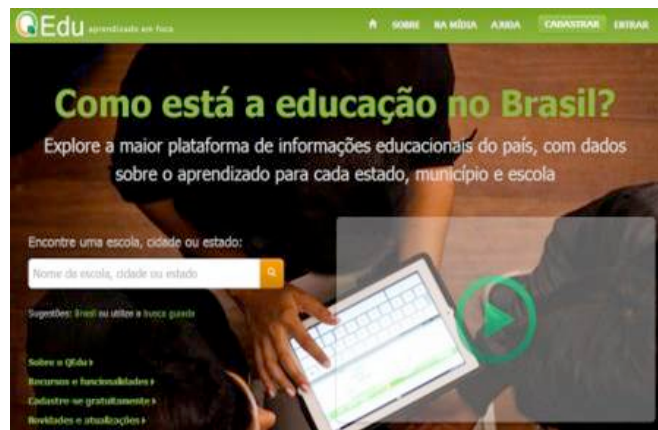 QEdu aprendizado em foco
SOBRE NA MÍDIA AJUDA CADASTRAR ENTRAR
Como está a educação no Brasil?
Explore a maior plataforma de informações educacionais do país, com dados
sobre o aprendizado para cada estado, município e escola
Encontre uma escola, cidade ou estado:
Nome da escola, cidade ou estado
Sugestões: Brasil ou utilize a busca guiada
Sobre o QEdu
Recursos e funcionalidades
Cadastre-se gratuitamente
Novidades e atualizações